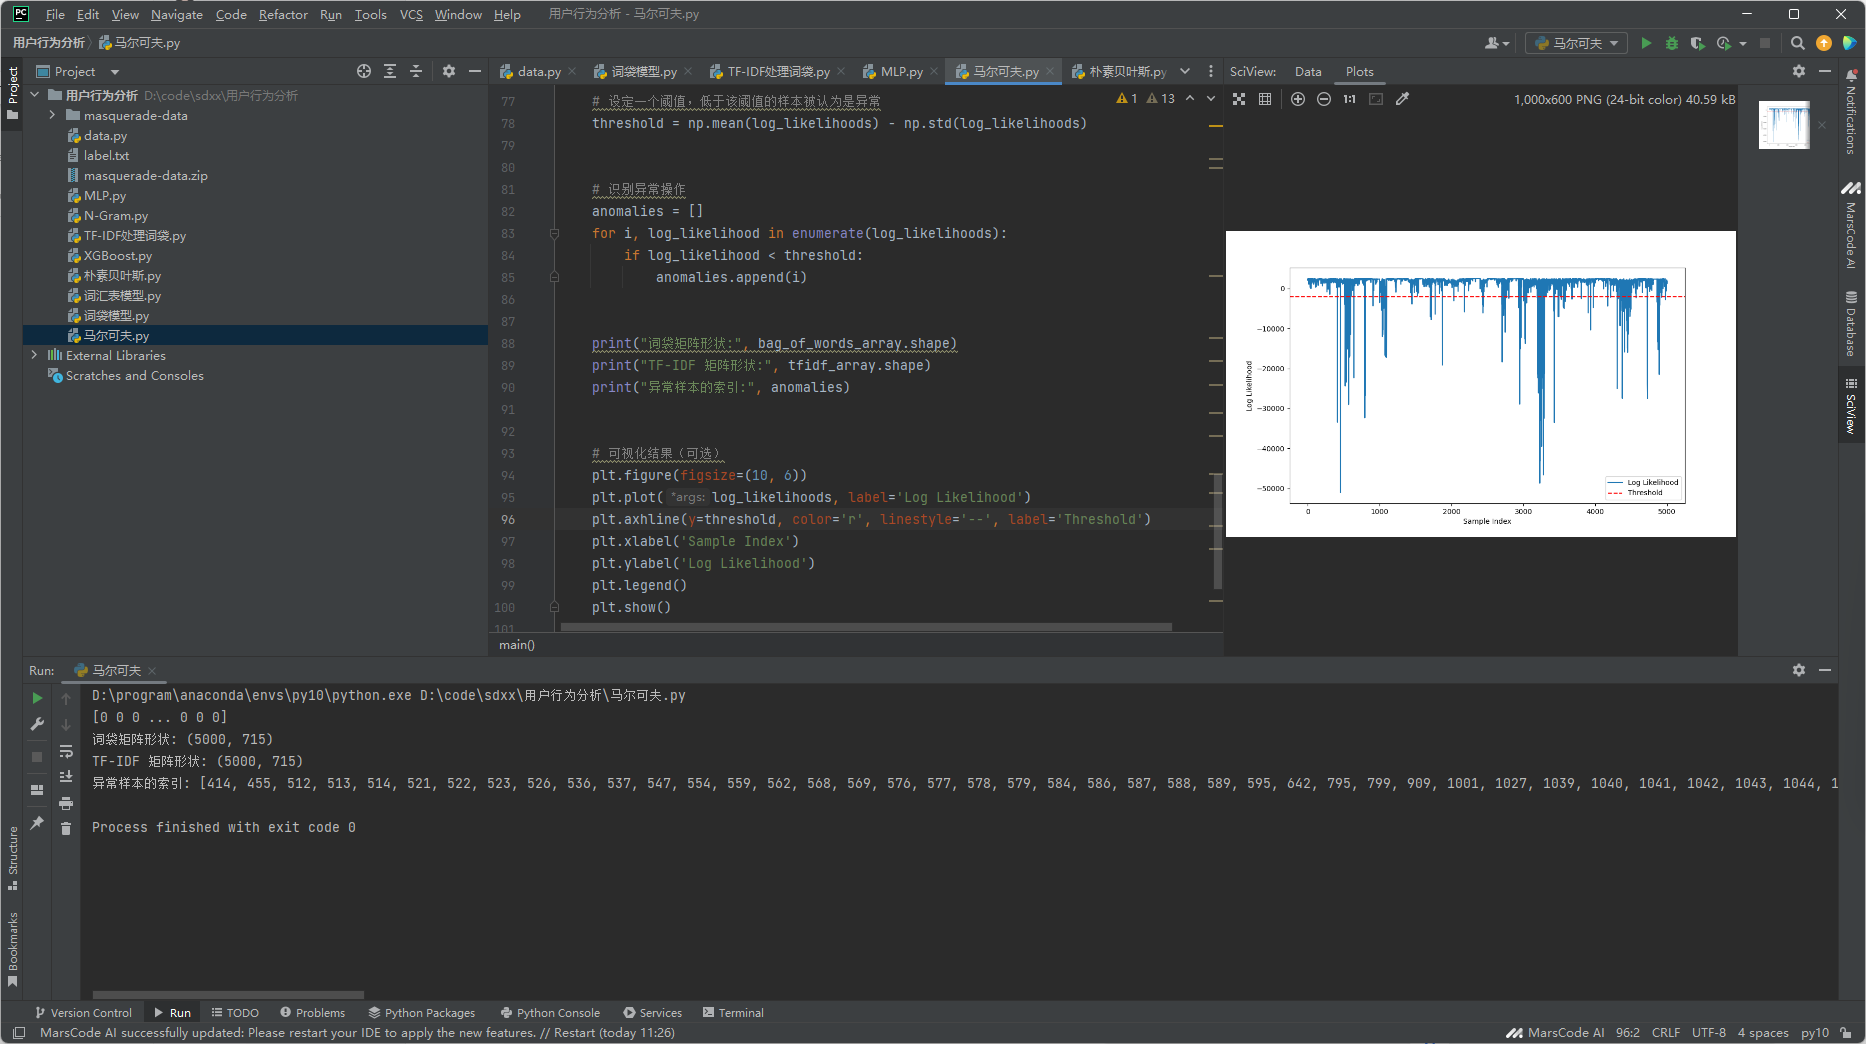 File Edit View Navigate Code Refactor Run Tools VCS Window Help 用户行为分析 - 马尔可夫.py
用户行为分析 马尔可夫.py
马尔可夫
Project
data.py
词袋模型.py
TF-IDF处理词袋.py
MLP.py
马尔可夫.py
朴素贝叶斯.py
SciView: Data Plots
Project
用户行为分析 D:\code\sdxx\用户行为分析
masquerade-data
data.py
label.txt
masquerade-data.zip
MLP.py
N-Gram.py
TF-IDF处理词袋.py
XGBoost.py
朴素贝叶斯.py
词汇表模型.py
词袋模型.py
马尔可夫.py
External Libraries
Scratches and Consoles
1 13
77 # 设定一个阈值，低于该阈值的样本被认为是异常
78 threshold = np.mean(log_likelihoods) - np.std(log_likelihoods)
79
80
81 # 识别异常操作
82 anomalies = []
83 for i, log_likelihood in enumerate(log_likelihoods):
84 if log_likelihood < threshold:
85 anomalies.append(i)
86
87
88 print("词袋矩阵形状:", bag_of_words_array.shape)
89 print("TF-IDF 矩阵形状:", tfidf_array.shape)
90 print("异常样本的索引:", anomalies)
91
92
93 # 可视化结果（可选）
94 plt.figure(figsize=(10, 6))
95 plt.plot( *args: log_likelihoods, label='Log Likelihood')
96 plt.axhline(y=threshold, color='r', linestyle='--', label='Threshold')
97 plt.xlabel('Sample Index')
98 plt.ylabel('Log Likelihood')
99 plt.legend()
100 plt.show()
101
main()
1:1
1,000x600 PNG (24-bit color) 40.59 kB
0
−10000
−20000
−30000
−40000
−50000
Log Likelihood
Log Likelihood
Threshold
0 1000 2000 3000 4000 5000
Sample Index
Notifications
MarsCode AI
Database
SciView
Run: 马尔可夫
D:\program\anaconda\envs\py10\python.exe D:\code\sdxx\用户行为分析\马尔可夫.py
[0 0 0 ... 0 0 0]
词袋矩阵形状: (5000, 715)
TF-IDF 矩阵形状: (5000, 715)
异常样本的索引: [414, 455, 512, 513, 514, 521, 522, 523, 526, 536, 537, 547, 554, 559, 562, 568, 569, 576, 577, 578, 579, 584, 586, 587, 588, 589, 595, 642, 795, 799, 909, 1001, 1027, 1039, 1040, 1041, 1042, 1043, 1044, 1
Process finished with exit code 0
Structure
Bookmarks
Version Control Run TODO Problems Python Packages Python Console Services Terminal
MarsCode AI successfully updated: Please restart your IDE to apply the new features. // Restart (today 11:26)
MarsCode AI 96:2 CRLF UTF-8 4 spaces py10